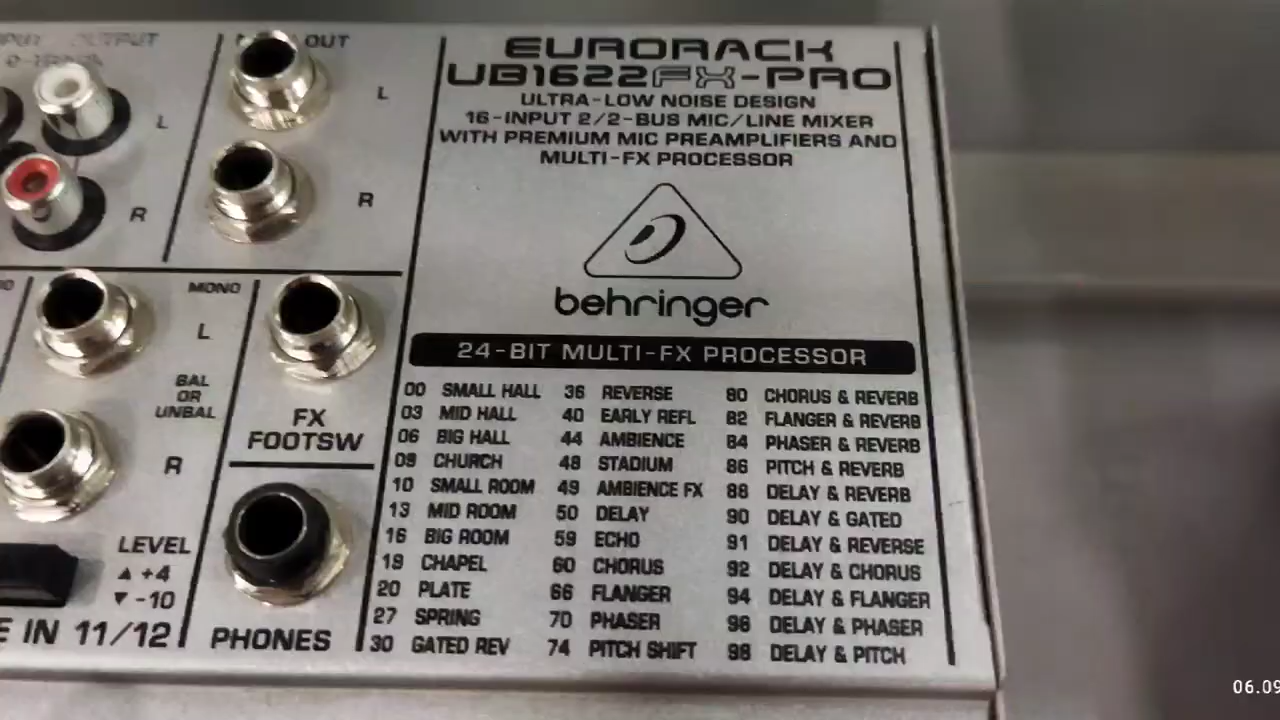 OUTPUT
OUT
L
L
R
R
EURORACK
UB1622FX-PRO
ULTRA-LOW NOISE DESIGN
16-INPUT 2/2-BUS MIC/LINE MIXER
WITH PREMIUM MIC PREAMPLIFIERS AND
MULTI-FX PROCESSOR
behringer
MONO
L
BAL
OR
UNBAL
R
LEVEL
+4
-10
E IN 11/12
FX
FOOTSW
PHONES
24-BIT MULTI-FX PROCESSOR
00 SMALL HALL
03 MID HALL
06 BIG HALL
09 CHURCH
10 SMALL ROOM
13 MID ROOM
16 BIG ROOM
19 CHAPEL
20 PLATE
27 SPRING
30 GATED REV
36 REVERSE
40 EARLY REFL
44 AMBIENCE
48 STADIUM
49 AMBIENCE FX
50 DELAY
59 ECHO
60 CHORUS
66 FLANGER
70 PHASER
74 PITCH SHIFT
80 CHORUS & REVERB
82 FLANGER & REVERB
84 PHASER & REVERB
86 PITCH & REVERB
88 DELAY & REVERB
90 DELAY & GATED
91 DELAY & REVERSE
92 DELAY & CHORUS
94 DELAY & FLANGER
96 DELAY & PHASER
98 DELAY & PITCH
06.09